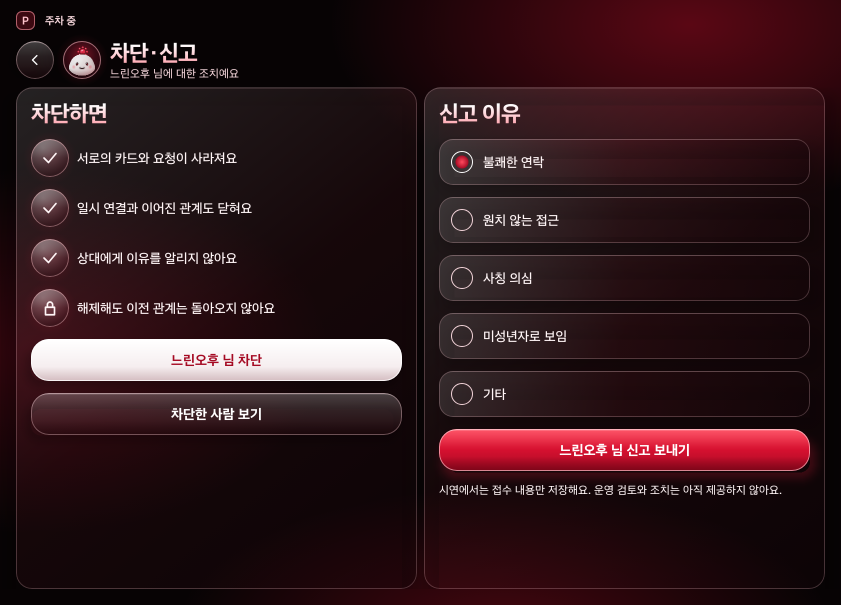 P 주차 중
차단·신고
느린오후 님에 대한 조치예요
차단하면
서로의 카드와 요청이 사라져요
일시 연결과 이어진 관계도 닫혀요
상대에게 이유를 알리지 않아요
해제해도 이전 관계는 돌아오지 않아요
느린오후 님 차단
차단한 사람 보기
신고 이유
불쾌한 연락
원치 않는 접근
사칭 의심
미성년자로 보임
기타
느린오후 님 신고 보내기
시연에서는 접수 내용만 저장해요. 운영 검토와 조치는 아직 제공하지 않아요.